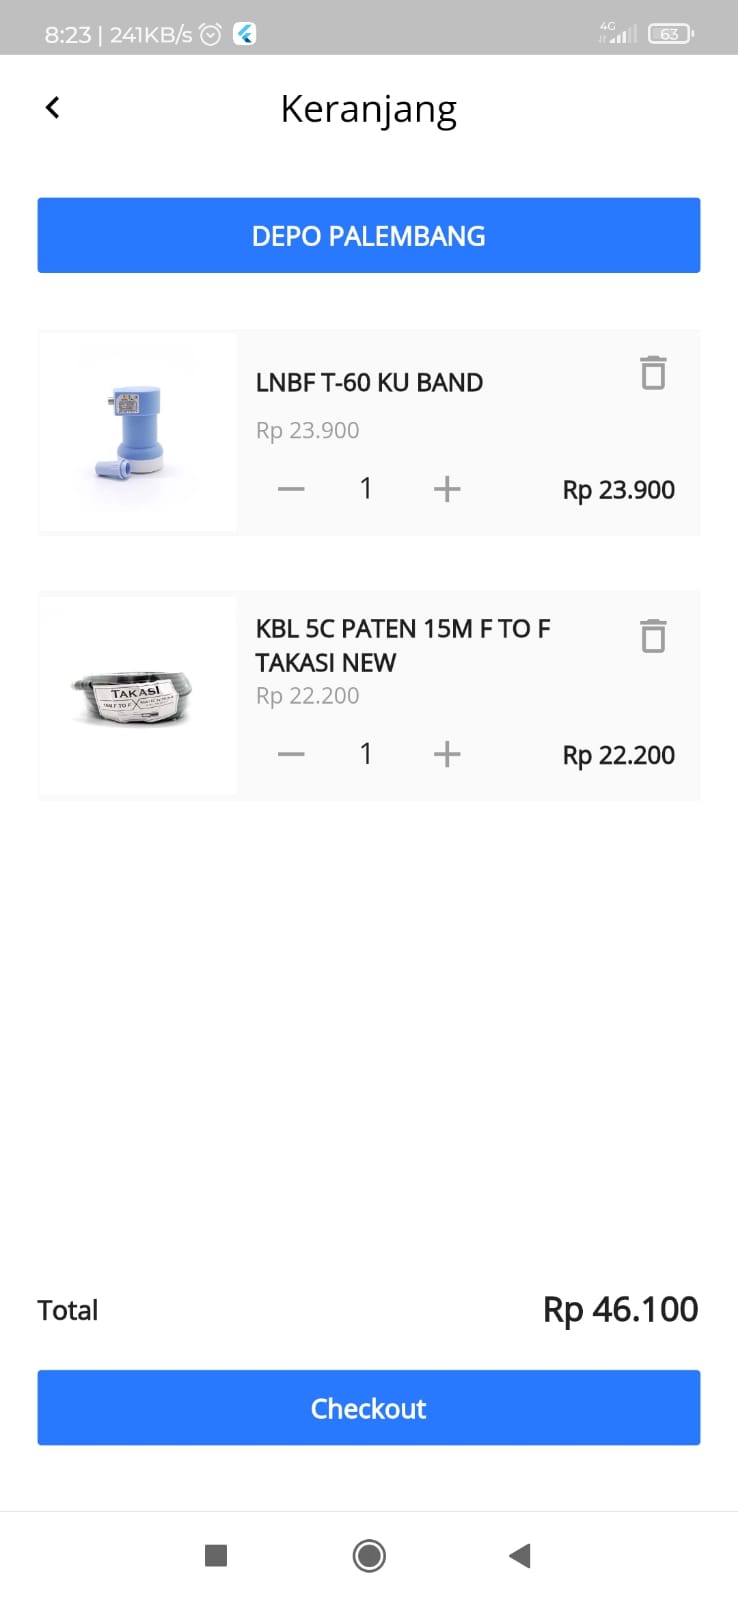 8:23 | 241KB/s
4G
63
Keranjang
DEPO PALEMBANG
LNBF T-60 KU BAND
Rp 23.900
1
Rp 23.900
KBL 5C PATEN 15M F TO F
TAKASI NEW
Rp 22.200
TAKASI
1
Rp 22.200
Total
Rp 46.100
Checkout